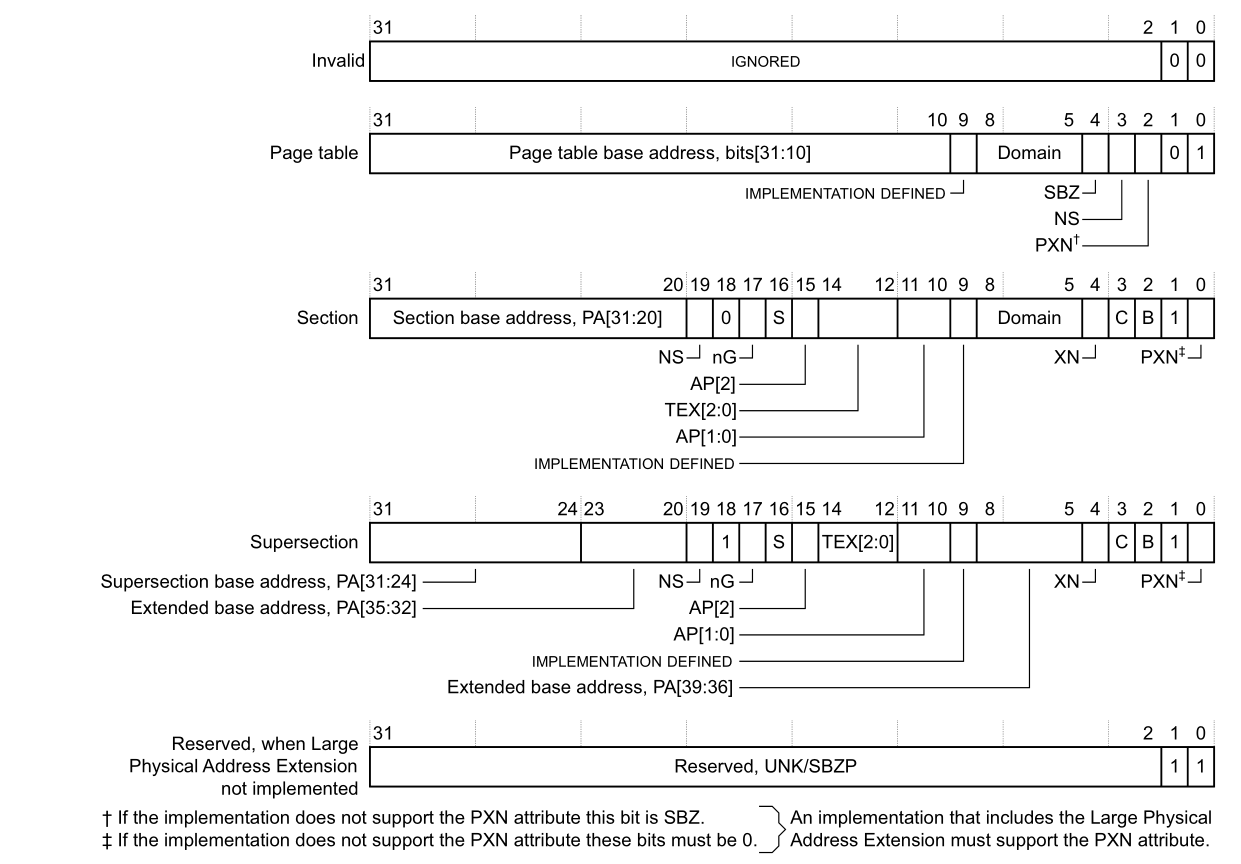 31 2 1 0
Invalid IGNORED 0 0
31 10 9 8 5 4 3 2 1 0
Page table Page table base address, bits[31:10] Domain 0 1
IMPLEMENTATION DEFINED SBZ
NS
PXN†
31 20 19 18 17 16 15 14 12 11 10 9 8 5 4 3 2 1 0
Section Section base address, PA[31:20] 0 S Domain C B 1
NS nG XN PXN‡
AP[2]
TEX[2:0]
AP[1:0]
IMPLEMENTATION DEFINED
31 24 23 20 19 18 17 16 15 14 12 11 10 9 8 5 4 3 2 1 0
Supersection 1 S TEX[2:0] C B 1
Supersection base address, PA[31:24] NS nG XN PXN‡
Extended base address, PA[35:32] AP[2]
AP[1:0]
IMPLEMENTATION DEFINED
Extended base address, PA[39:36]
31 2 1 0
Reserved, when Large
Physical Address Extension Reserved, UNK/SBZP 1 1
not implemented
† If the implementation does not support the PXN attribute this bit is SBZ. An implementation that includes the Large Physical
‡ If the implementation does not support the PXN attribute these bits must be 0. Address Extension must support the PXN attribute.